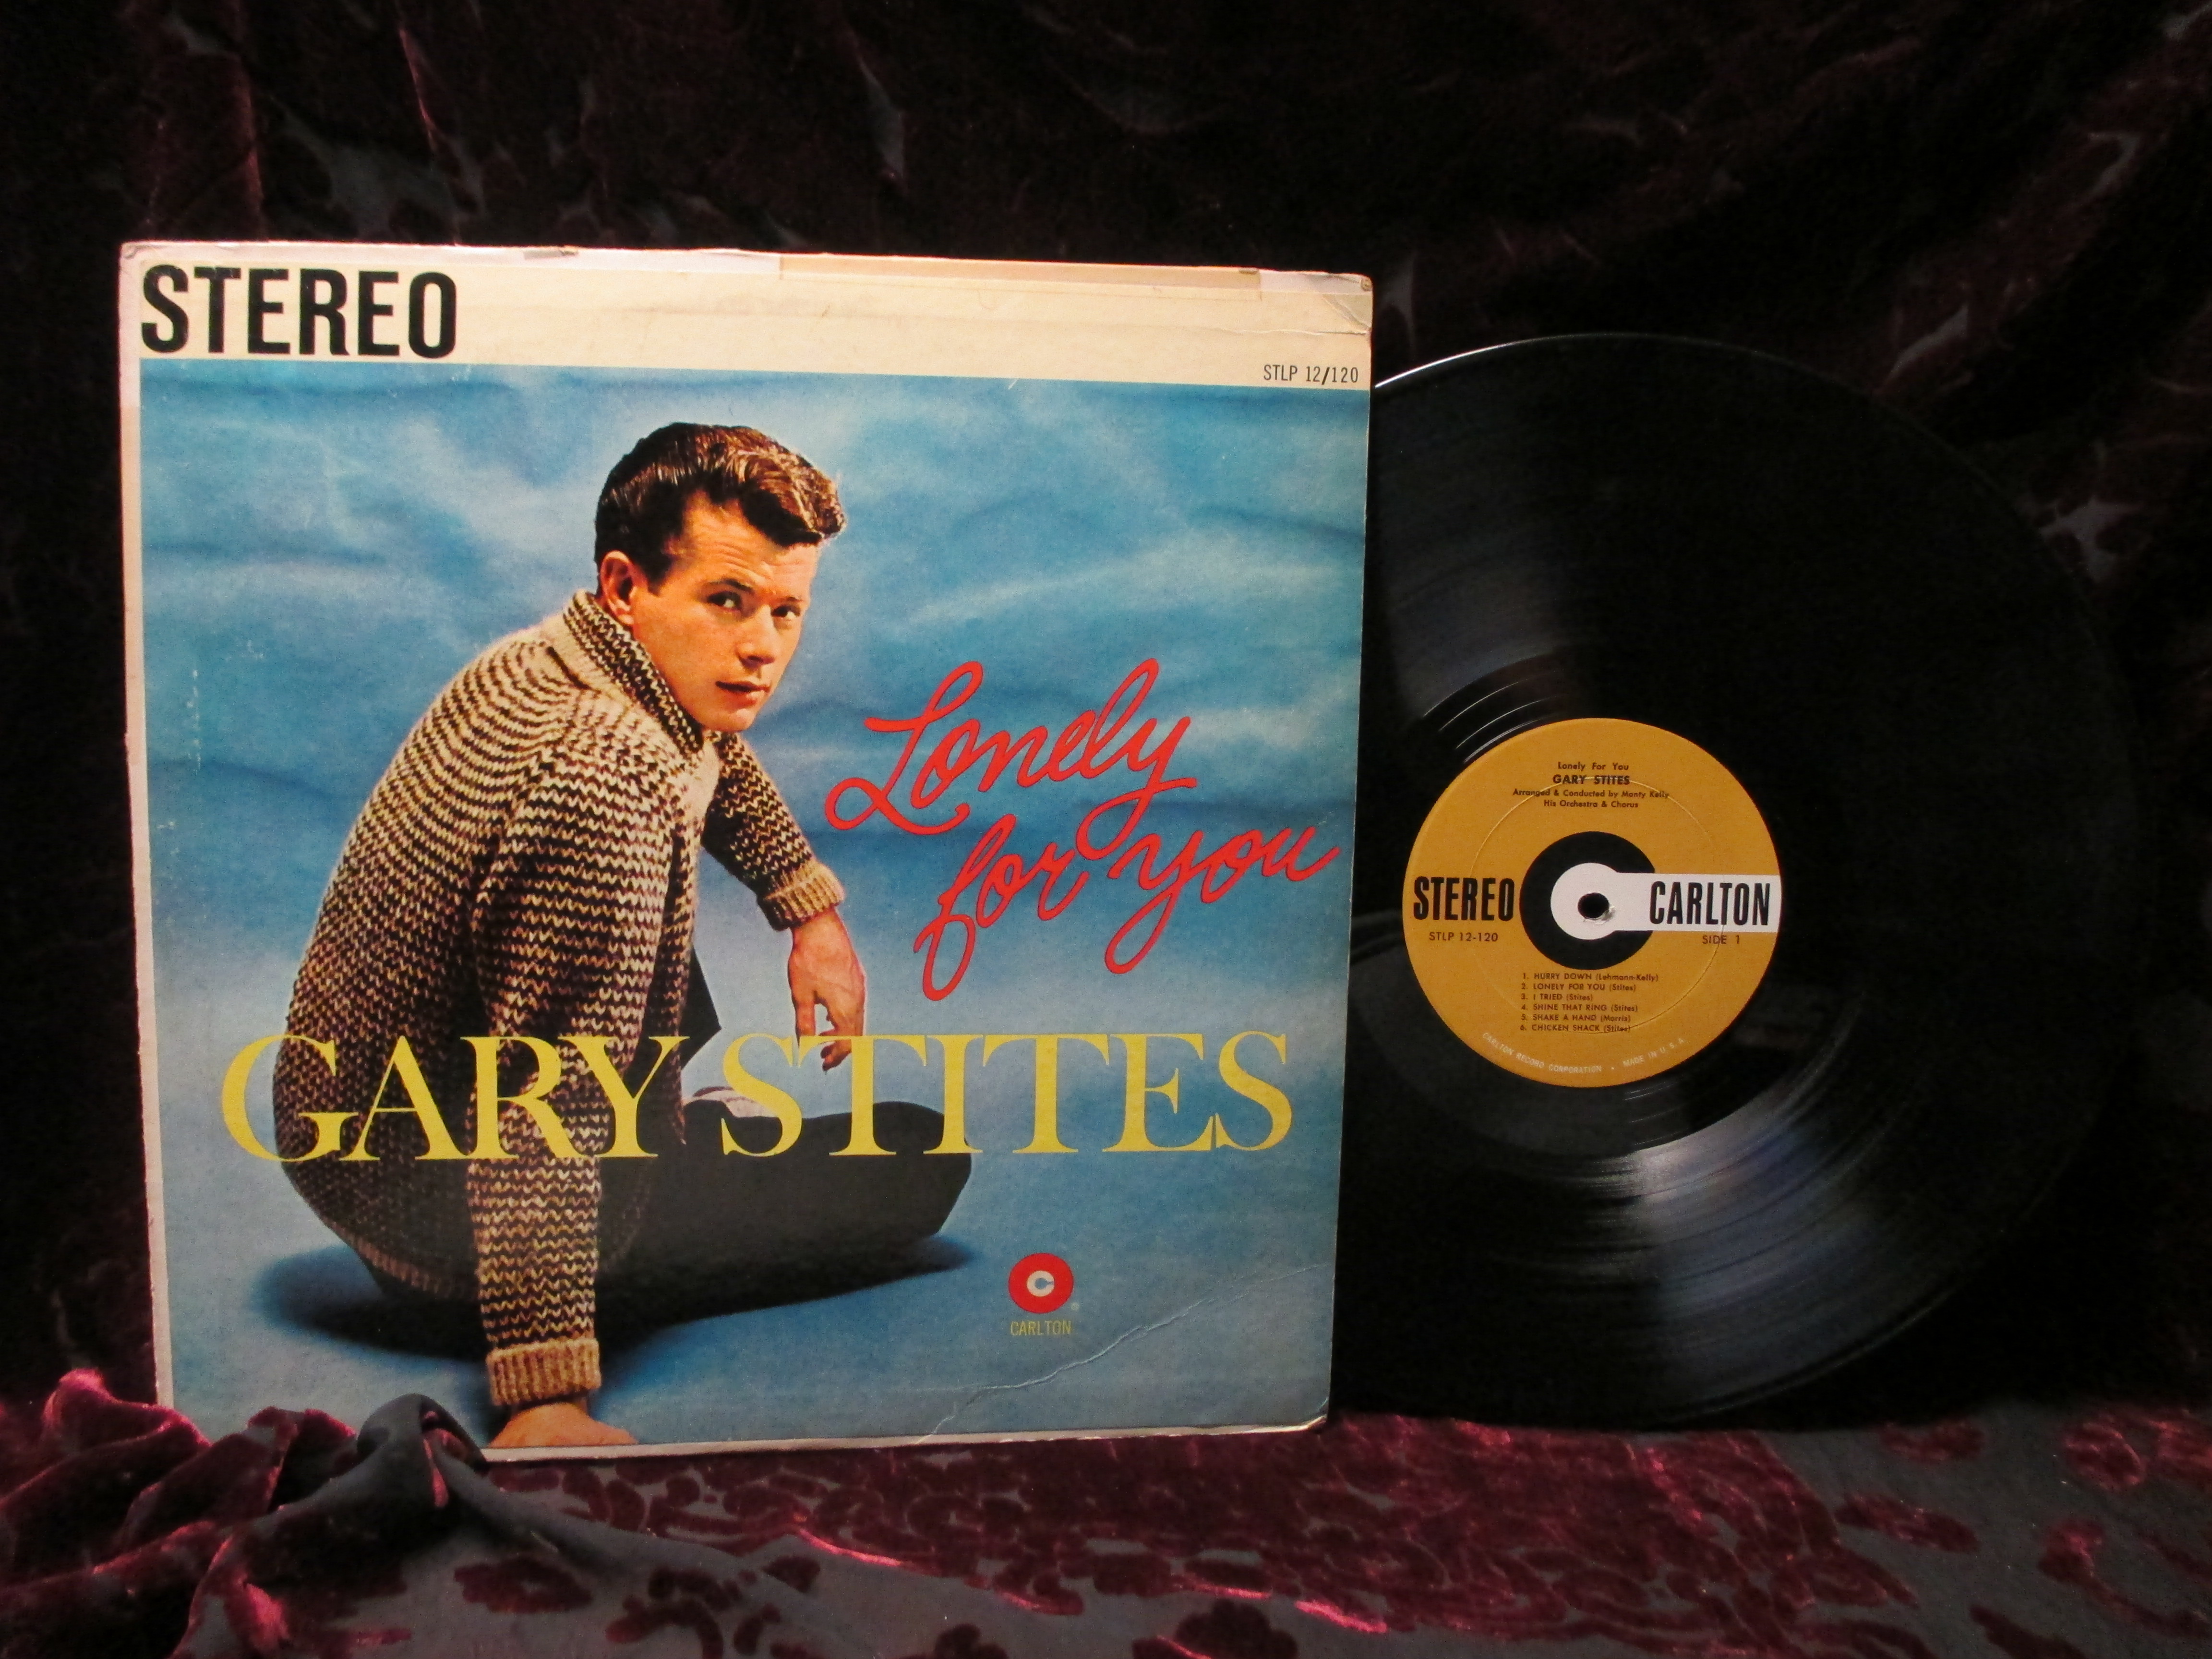 STEREO
STLP 12/120
Lonely
for you
GARY STITES
C
CARLTON
Lonely For You
GARY STITES
Arranged & Conducted by Monty Kelly
His Orchestra & Chorus
STEREO CARLTON
STLP 12-120 SIDE 1
1. HURRY DOWN (Lehmann-Kelly)
2. LONELY FOR YOU (Stites)
3. I TRIED (Stites)
4. SHINE THAT RING (Stites)
5. SHAKE A HAND (Morris)
6. CHICKEN SHACK (Stites)
CARLTON RECORD CORPORATION • MADE IN U.S.A.